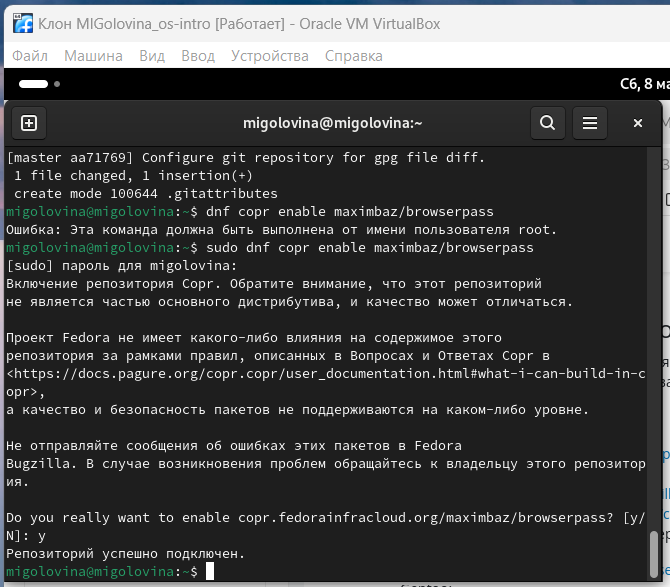 Клон MIGolovina_os-intro [Работает] - Oracle VM VirtualBox
Файл Машина Вид Ввод Устройства Справка
Сб, 8 ма
migolovina@migolovina:~
[master aa71769] Configure git repository for gpg file diff.
1 file changed, 1 insertion(+)
create mode 100644 .gitattributes
migolovina@migolovina:~$ dnf copr enable maximbaz/browserpass
Ошибка: Эта команда должна быть выполнена от имени пользователя root.
migolovina@migolovina:~$ sudo dnf copr enable maximbaz/browserpass
[sudo] пароль для migolovina:
Включение репозитория Copr. Обратите внимание, что этот репозиторий
не является частью основного дистрибутива, и качество может отличаться.
Проект Fedora не имеет какого-либо влияния на содержимое этого
репозитория за рамками правил, описанных в Вопросах и Ответах Copr в
<https://docs.pagure.org/copr.copr/user_documentation.html#what-i-can-build-in-c
opr>,
а качество и безопасность пакетов не поддерживаются на каком-либо уровне.
Не отправляйте сообщения об ошибках этих пакетов в Fedora
Bugzilla. В случае возникновения проблем обращайтесь к владельцу этого репозитор
ия.
Do you really want to enable copr.fedorainfracloud.org/maximbaz/browserpass? [y/
N]: y
Репозиторий успешно подключен.
migolovina@migolovina:~$